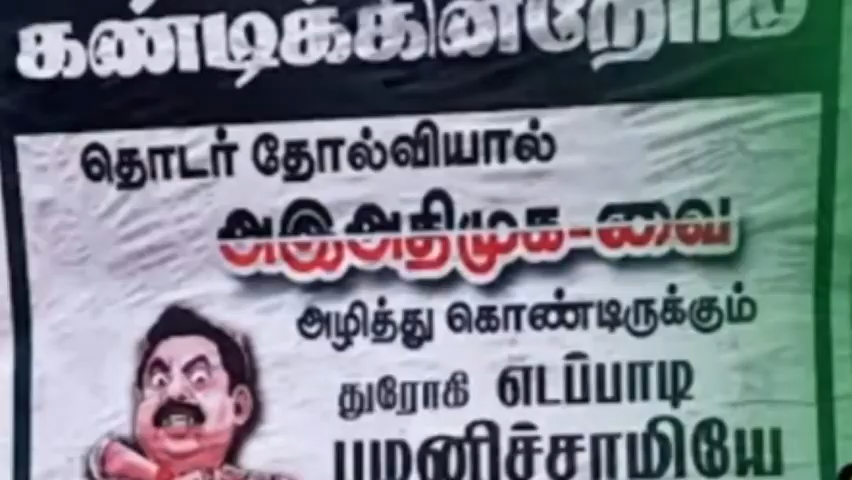 கண்டிக்கின்றோம்
தொடர் தோல்வியால்
அஇஅதிமுக-வை
அழித்து கொண்டிருக்கும்
துரோகி எடப்பாடி
பழனிச்சாமியே